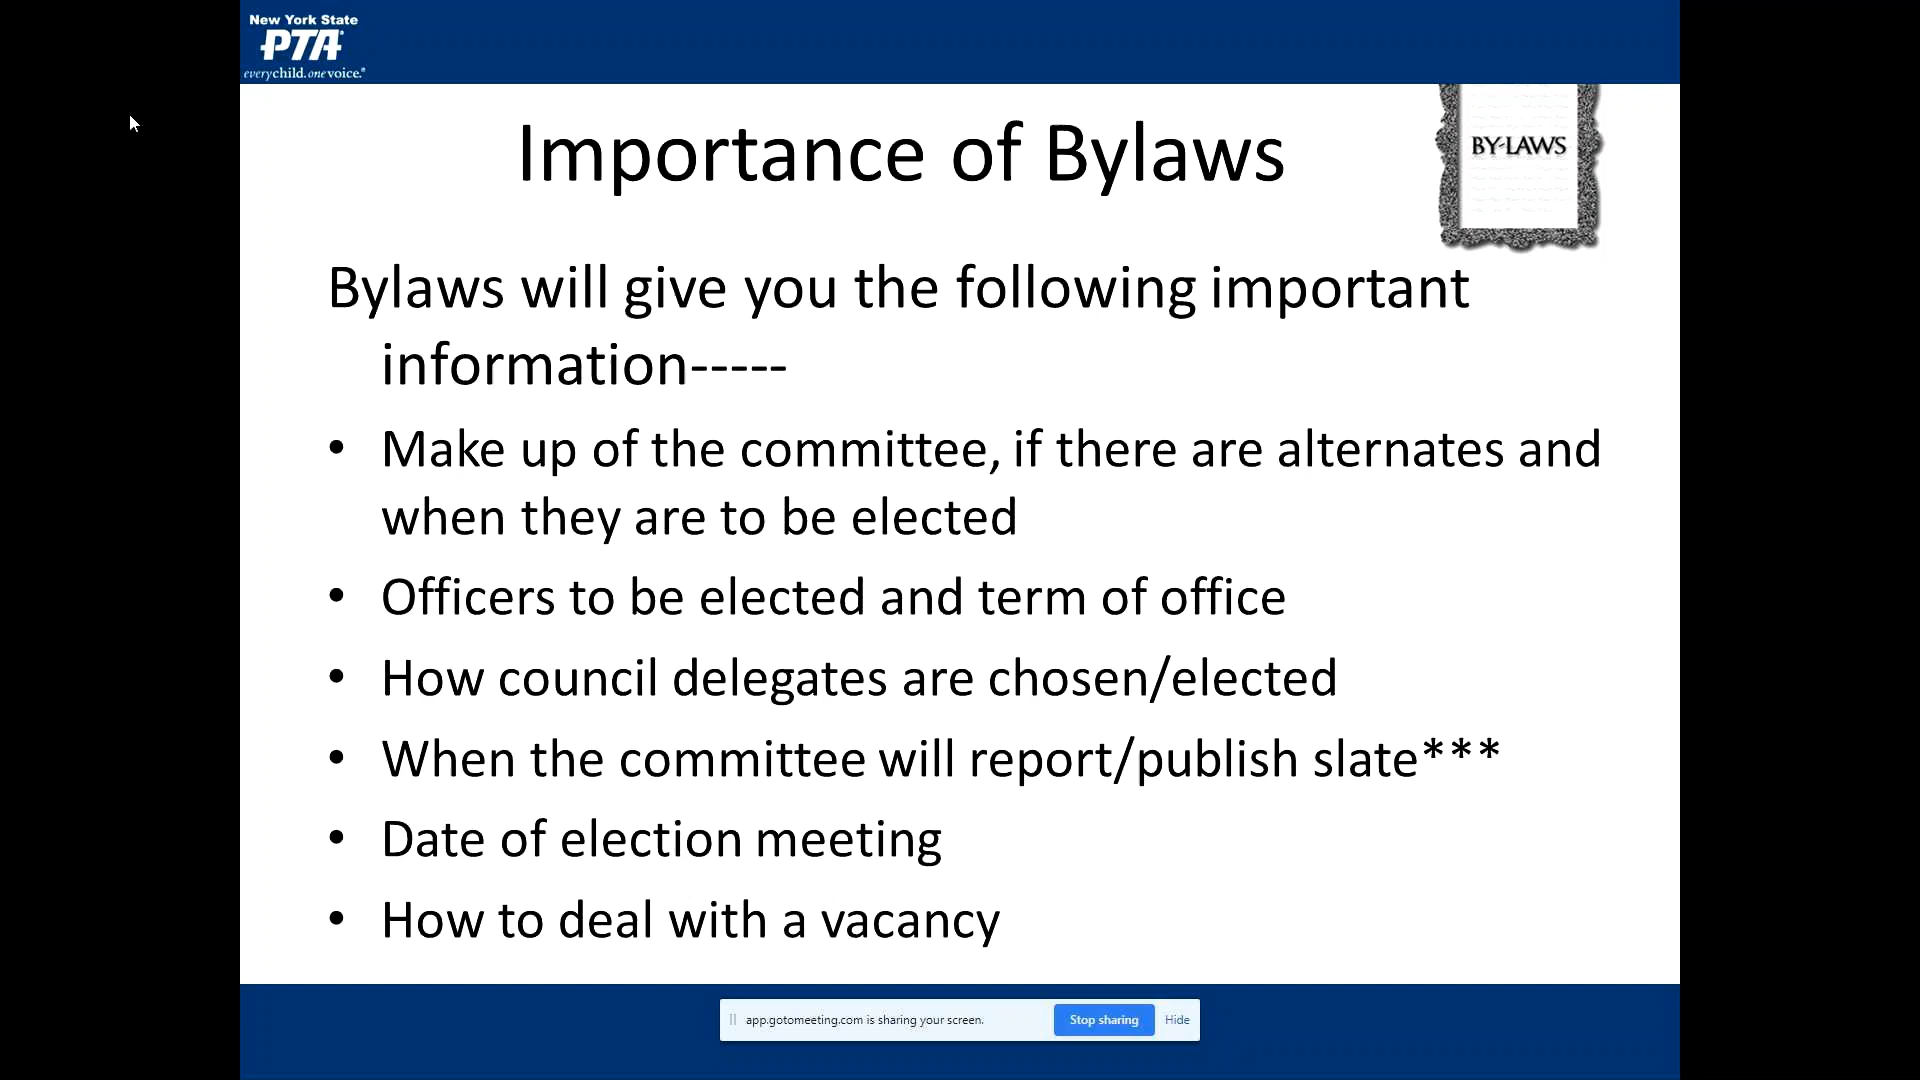 New York State
PTA
everychild.onevoice.®
Importance of Bylaws
BY-LAWS
Bylaws will give you the following important
information-----
• Make up of the committee, if there are alternates and
when they are to be elected
• Officers to be elected and term of office
• How council delegates are chosen/elected
• When the committee will report/publish slate***
• Date of election meeting
• How to deal with a vacancy
app.gotomeeting.com is sharing your screen.
Stop sharing
Hide